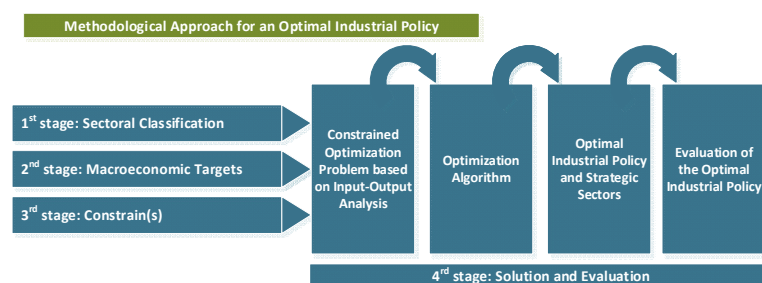 Methodological Approach for an Optimal Industrial Policy
1st stage: Sectoral Classification
2nd stage: Macroeconomic Targets
3rd stage: Constrain(s)
Constrained
Optimization
Problem based
on Input-Output
Analysis
Optimization
Algorithm
Optimal
Industrial Policy
and Strategic
Sectors
Evaluation of
the Optimal
Industrial Policy
4rd stage: Solution and Evaluation